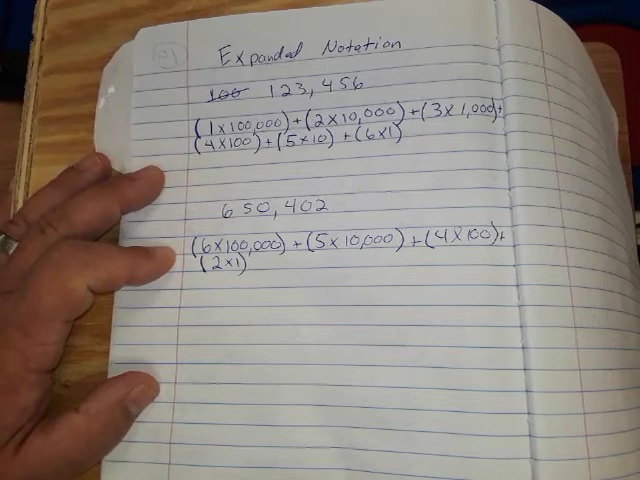 21
Expanded Notation
100 123,456
(1x100,000)+(2x10,000)+(3x1,000)+
(4x100)+(5x10)+(6x1)
650,402
(6x100,000)+(5x10,000)+(4x100)+
(2x1)